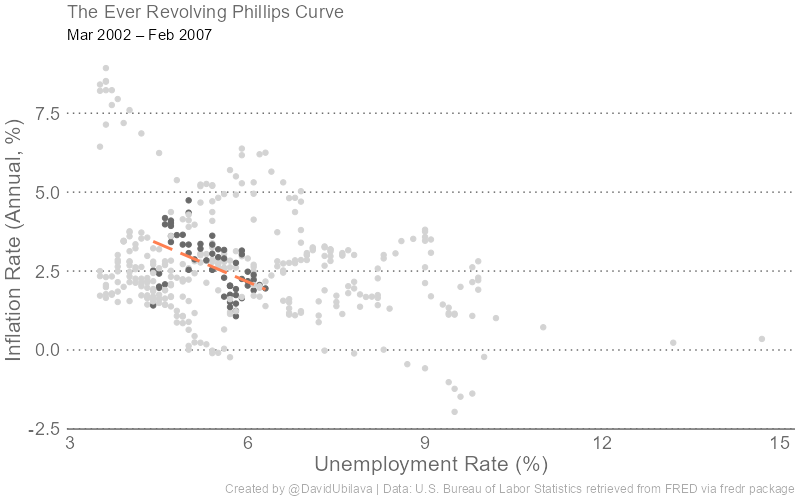 The Ever Revolving Phillips Curve
Mar 2002 – Feb 2007
Inflation Rate (Annual, %)
7.5
5.0
2.5
0.0
-2.5
3 6 9 12 15
Unemployment Rate (%)
Created by @DavidUbilava | Data: U.S. Bureau of Labor Statistics retrieved from FRED via fredr package